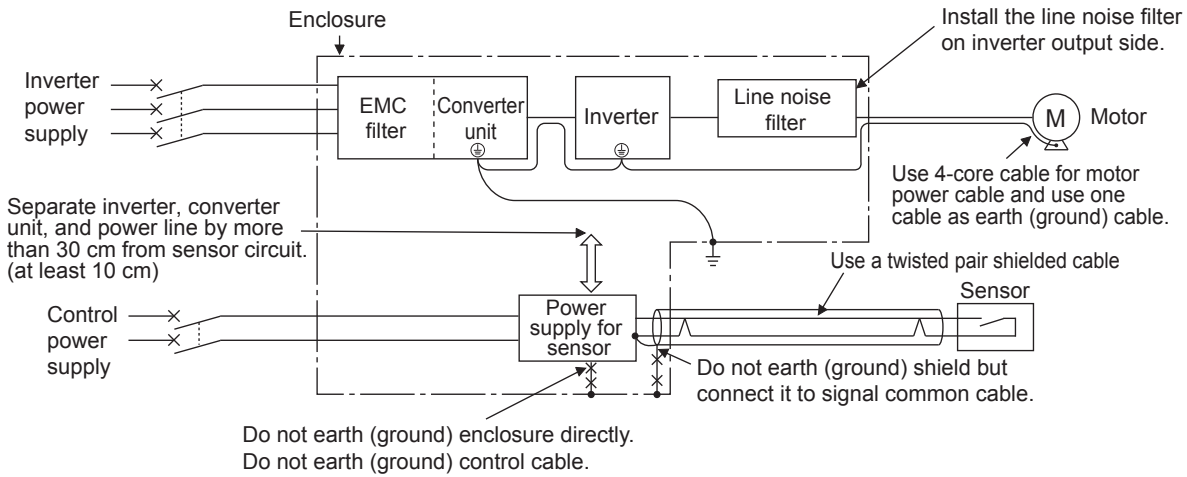 Enclosure
Install the line noise filter
on inverter output side.
Inverter
power
supply
EMC
filter
Converter
unit
Inverter
Line noise
filter
M
Motor
Use 4-core cable for motor
power cable and use one
cable as earth (ground) cable.
Separate inverter, converter
unit, and power line by more
than 30 cm from sensor circuit.
(at least 10 cm)
Use a twisted pair shielded cable
Sensor
Control
power
supply
Power
supply for
sensor
Do not earth (ground) shield but
connect it to signal common cable.
Do not earth (ground) enclosure directly.
Do not earth (ground) control cable.